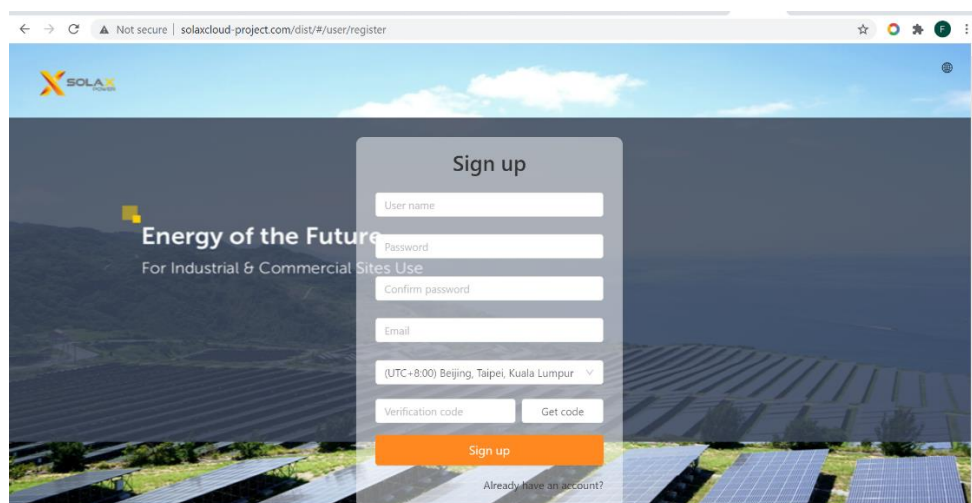 Not secure | solaxcloud-project.com/dist/#/user/register
F
SOLAX
POWER
Sign up
User name
Energy of the Future
Password
For Industrial & Commercial Sites Use
Confirm password
Email
(UTC+8:00) Beijing, Taipei, Kuala Lumpur
Verification code Get code
Sign up
Already have an account?